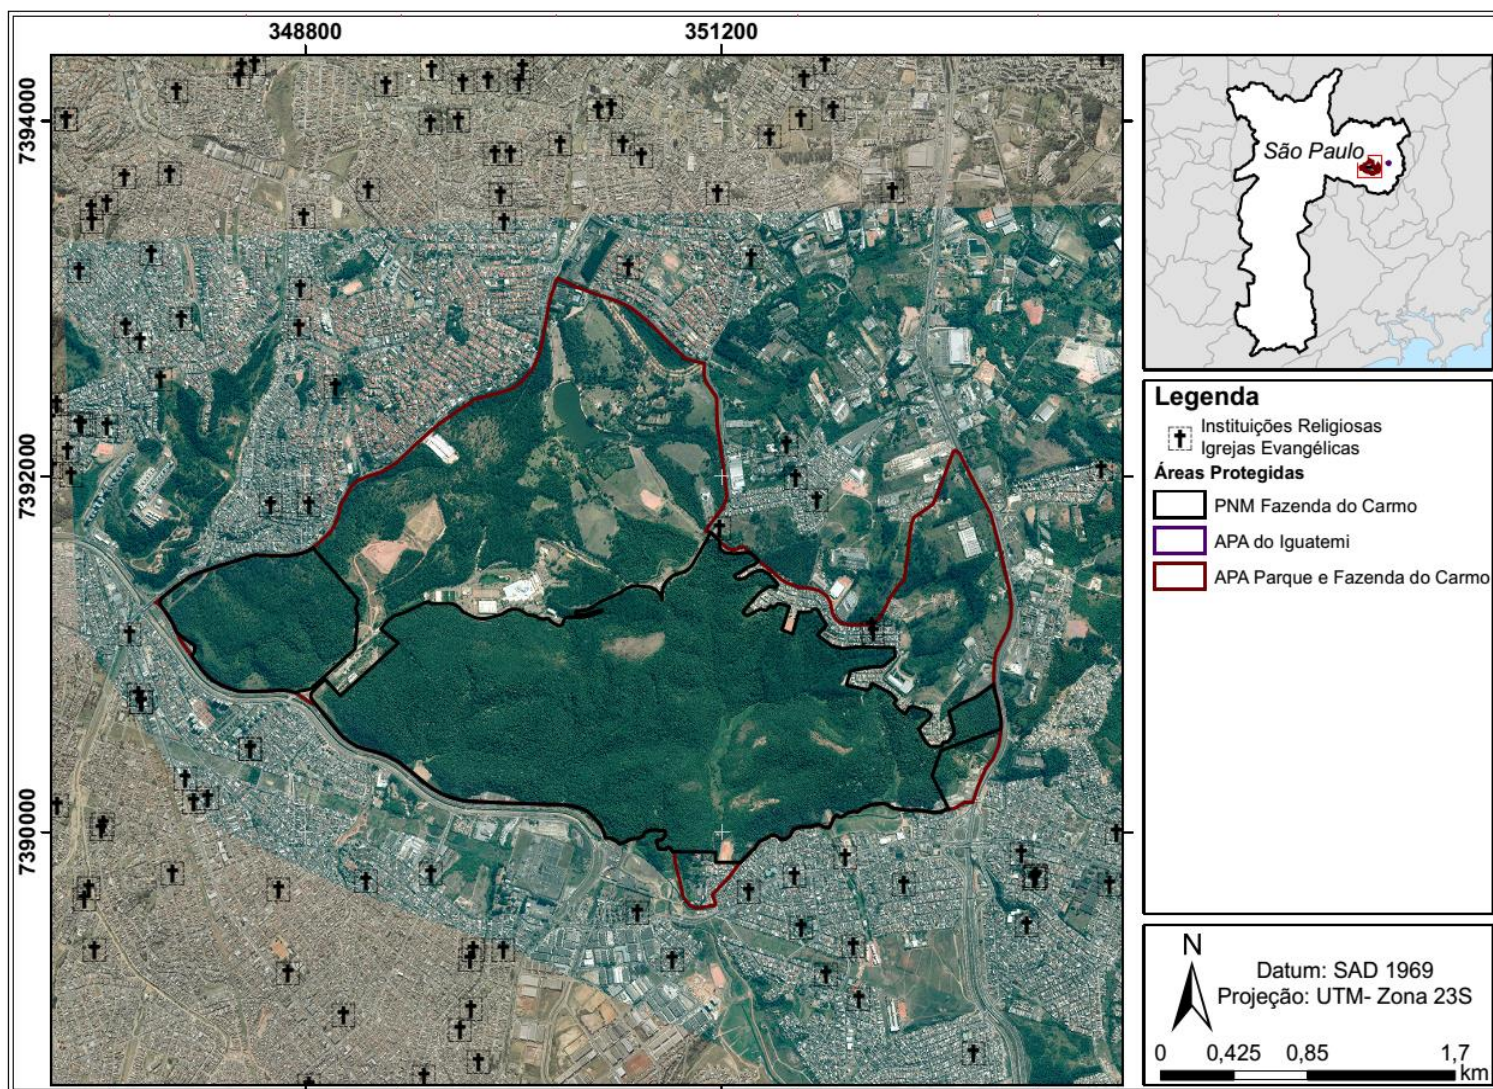 348800
351200
7394000
7392000
7390000
São Paulo
Legenda
Instituições Religiosas
Igrejas Evangélicas
Áreas Protegidas
PNM Fazenda do Carmo
APA do Iguatemi
APA Parque e Fazenda do Carmo
N
Datum: SAD 1969
Projeção: UTM- Zona 23S
0 0,425 0,85 1,7
km